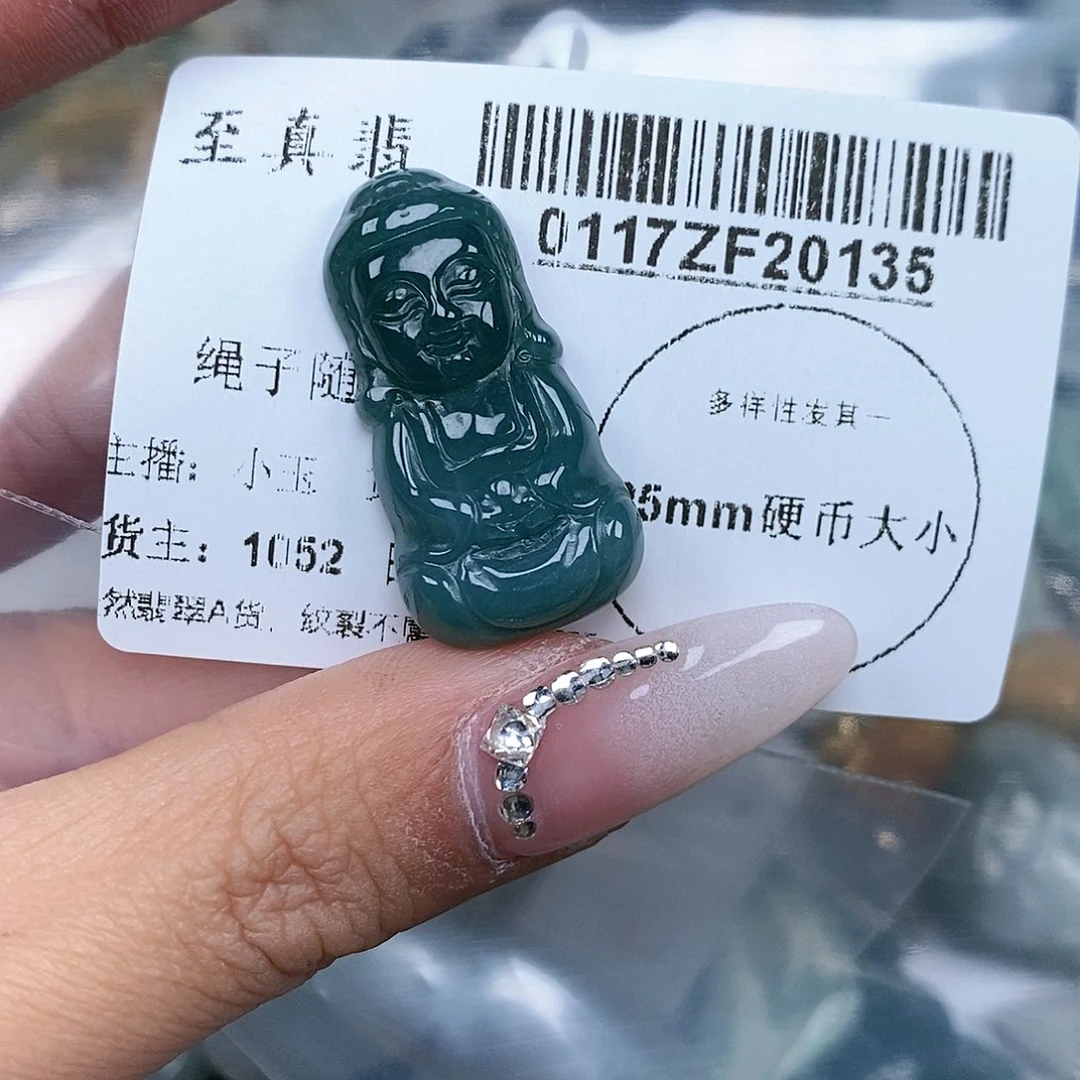 至真翡
0117ZF20135
绳子随
多样性发其一
主播: 小玉
5mm硬币大小
货主: 1052
然翡翠A货, 纹裂不